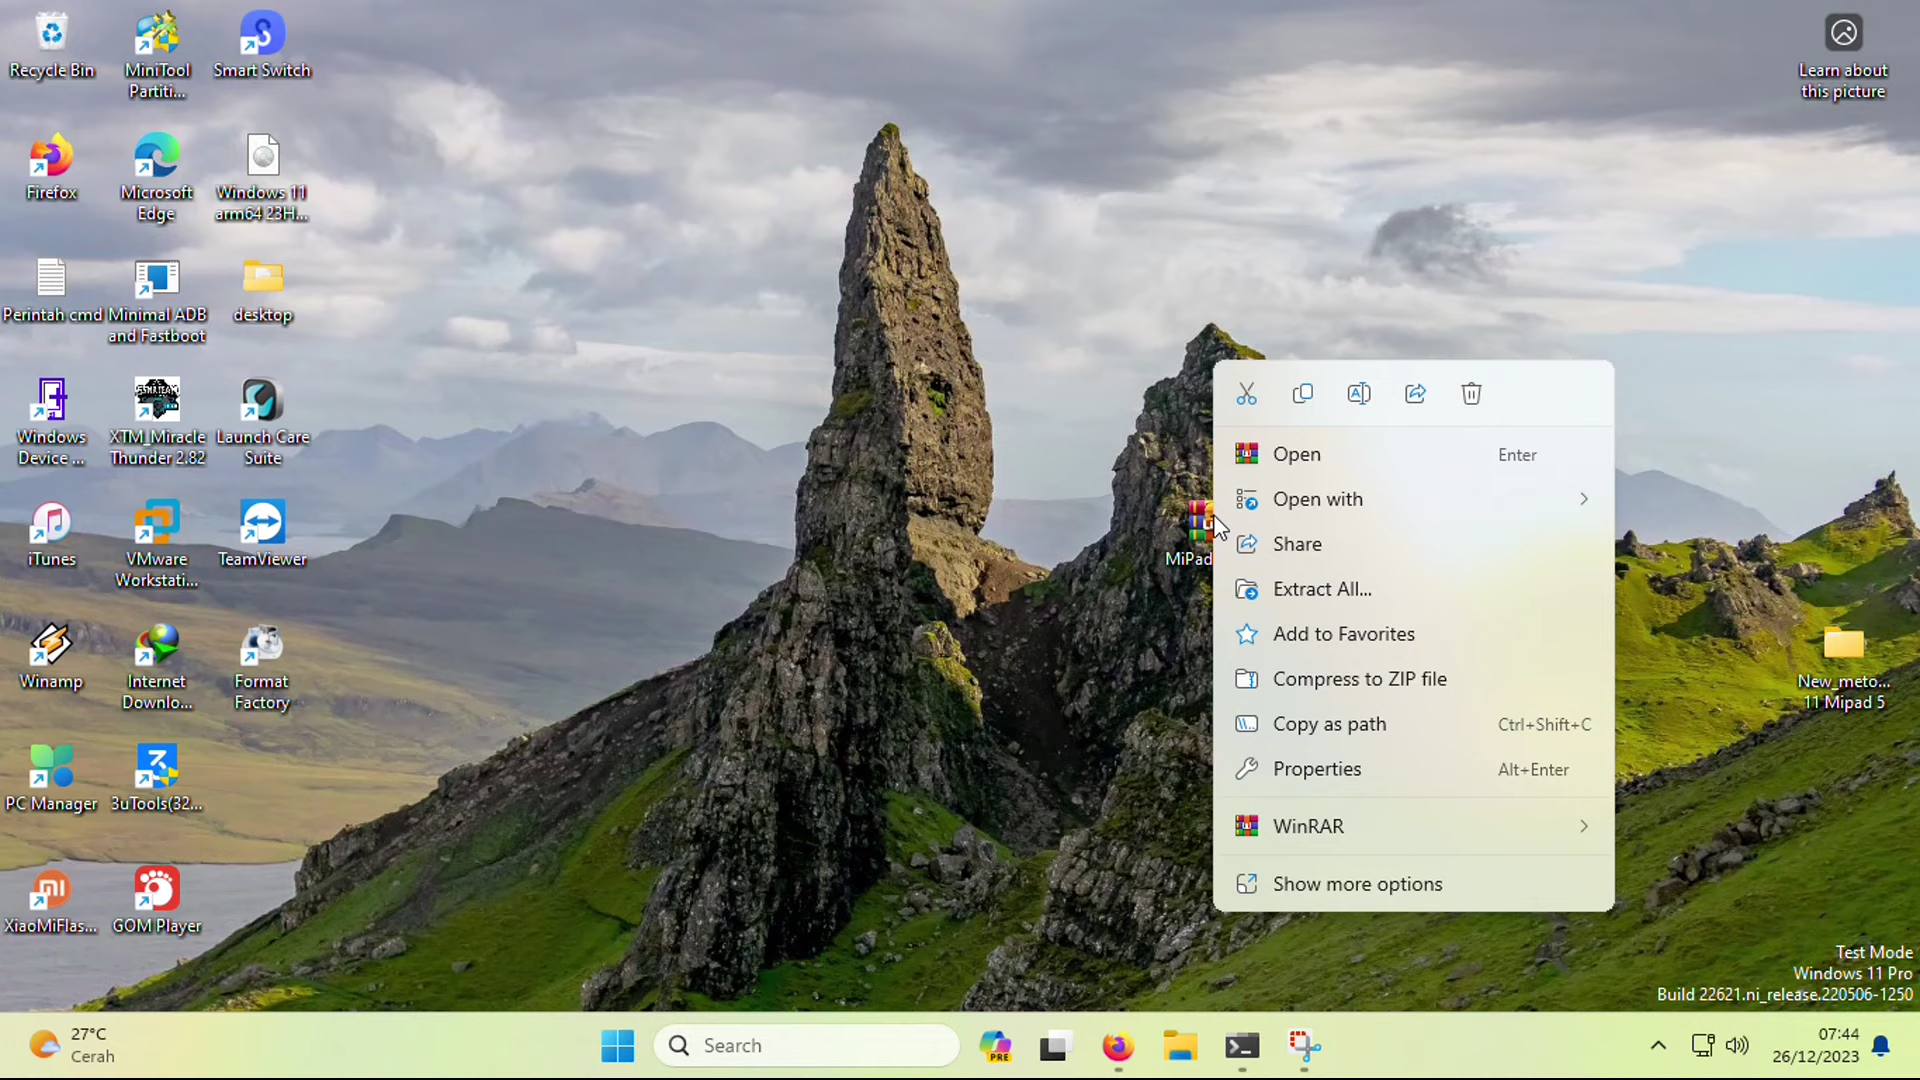 Recycle Bin
MiniTool
Partiti...
Smart Switch
Learn about
this picture
Firefox
Microsoft
Edge
Windows 11
arm64 23H...
Perintah cmd
Minimal ADB
and Fastboot
desktop
Windows
Device ...
XTM_Miracle
Thunder 2.82
Launch Care
Suite
iTunes
VMware
Workstati...
TeamViewer
MiPad
Winamp
Internet
Downlo...
Format
Factory
New_meto...
11 Mipad 5
PC Manager
3uTools(32...
XiaoMiFlas...
GOM Player
Open Enter
Open with
Share
Extract All...
Add to Favorites
Compress to ZIP file
Copy as path Ctrl+Shift+C
Properties Alt+Enter
WinRAR
Show more options
Test Mode
Windows 11 Pro
Build 22621.ni_release.220506-1250
27°C
Cerah
Search
PRE
07:44
26/12/2023